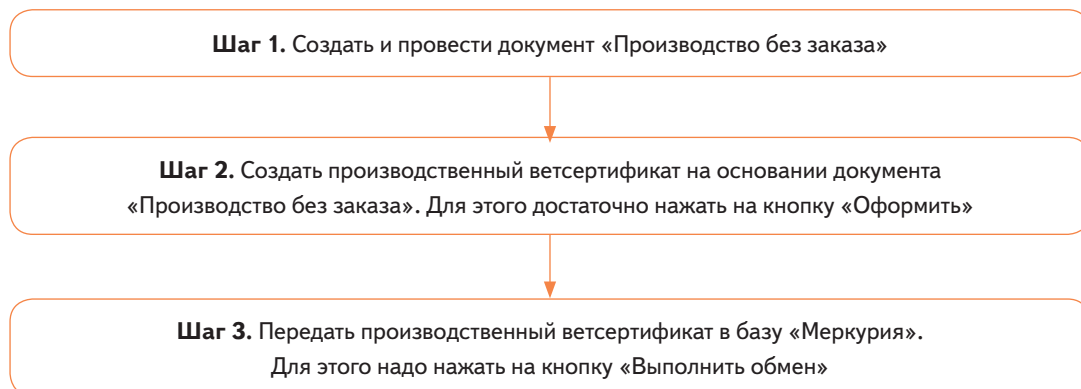 Шаг 1. Создать и провести документ «Производство без заказа»
Шаг 2. Создать производственный ветсертификат на основании документа
«Производство без заказа». Для этого достаточно нажать на кнопку «Оформить»
Шаг 3. Передать производственный ветсертификат в базу «Меркурия».
Для этого надо нажать на кнопку «Выполнить обмен»